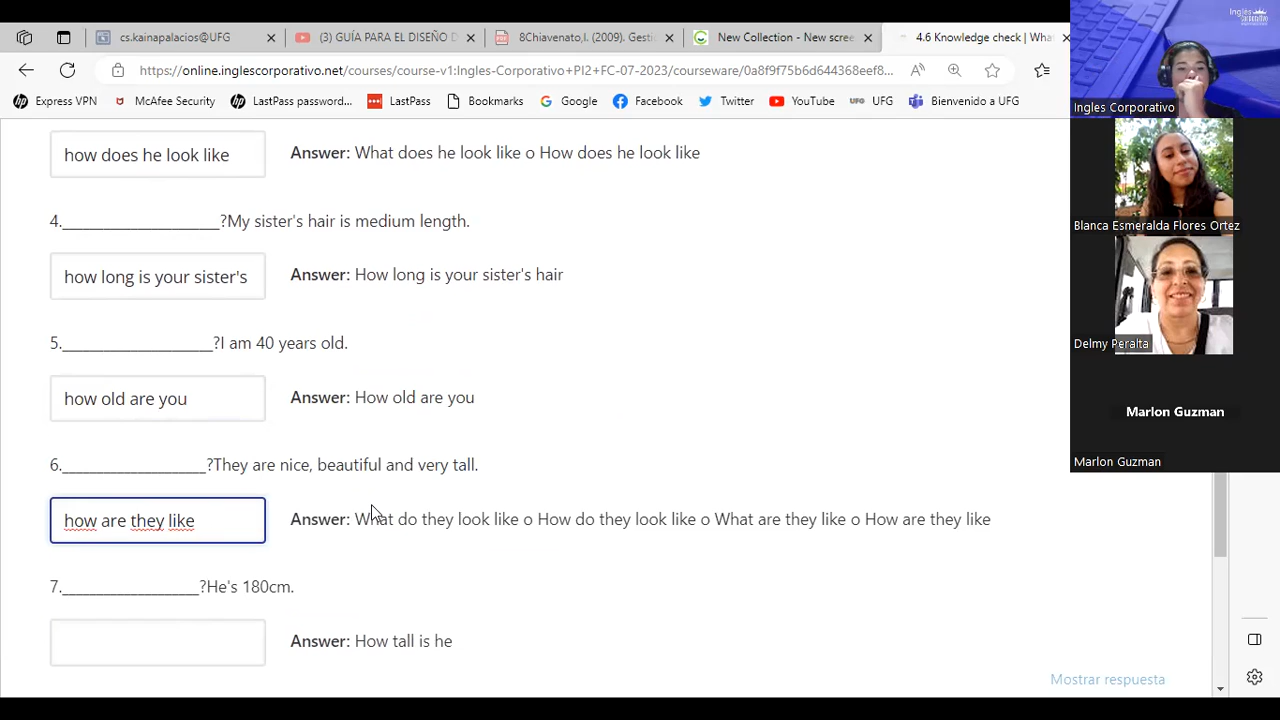 cs.kainapalacios@UFG
(3) GUÍA PARA EL DISEÑO D
8Chiavenato,I. (2009). Gesti
New Collection - New scree
4.6 Knowledge check | What
https://online.inglescorporativo.net/courses/course-v1:Ingles-Corporativo+PI2+FC-07-2023/courseware/0a8f9f75b6d644368eef8...
Express VPN
McAfee Security
LastPass password...
LastPass
Bookmarks
Google
Facebook
Twitter
YouTube
UFG
Bienvenido a UFG
how does he look like
Answer: What does he look like o How does he look like
4.____________________?My sister's hair is medium length.
how long is your sister's
Answer: How long is your sister's hair
5.___________________?I am 40 years old.
how old are you
Answer: How old are you
6.__________________?They are nice, beautiful and very tall.
how are they like
Answer: What do they look like o How do they look like o What are they like o How are they like
7.__________________?He's 180cm.
Answer: How tall is he
Mostrar respuesta
Inglés
Corporativo
Ingles Corporativo
Blanca Esmeralda Flores Ortez
Delmy Peralta
Marlon Guzman
Marlon Guzman